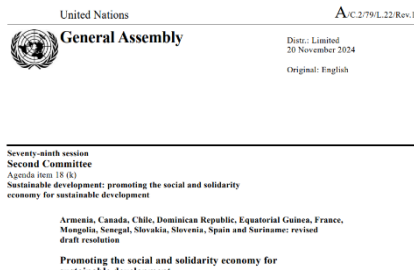 United Nations
A/C.2/79/L.22/Rev.1
General Assembly
Distr.: Limited
20 November 2024
Original: English
Seventy-ninth session
Second Committee
Agenda item 18 (k)
Sustainable development: promoting the social and solidarity
economy for sustainable development
Armenia, Canada, Chile, Dominican Republic, Equatorial Guinea, France,
Mongolia, Senegal, Slovakia, Slovenia, Spain and Suriname: revised
draft resolution
Promoting the social and solidarity economy for
sustainable development